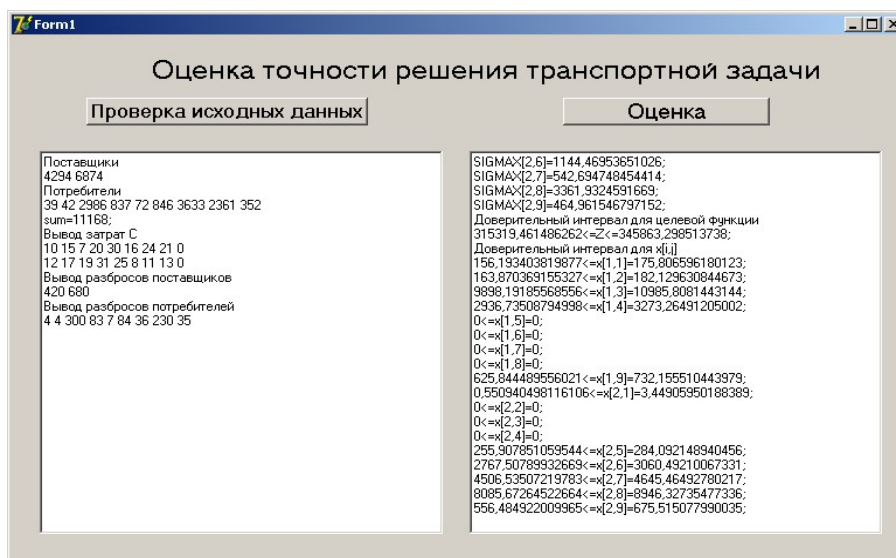 Form1
Оценка точности решения транспортной задачи
Проверка исходных данных
Оценка
Поставщики
4294 6874
Потребители
39 42 2986 837 72 846 3633 2361 352
sum=11168;
Вывод затрат C
10 15 7 20 30 16 24 21 0
12 17 19 31 25 8 11 13 0
Вывод разбросов поставщиков
420 680
Вывод разбросов потребителей
4 4 300 83 7 84 36 230 35
SIGMAX[2,6]=1144,46953651026;
SIGMAX[2,7]=542,694748454414;
SIGMAX[2,8]=3361,9324591669;
SIGMAX[2,9]=464,961546797152;
Доверительный интервал для целевой функции
315319,461486262<=Z<=345863,298513738;
Доверительный интервал для x[i,j]
156,193403819877<=x[1,1]=175,806596180123;
163,870369155327<=x[1,2]=182,129630844673;
9898,19185568556<=x[1,3]=10985,8081443144;
2936,73508794998<=x[1,4]=3273,26491205002;
0<=x[1,5]=0;
0<=x[1,6]=0;
0<=x[1,7]=0;
0<=x[1,8]=0;
625,844489556021<=x[1,9]=732,155510443979;
0,550940498116106<=x[2,1]=3,44905950188389;
0<=x[2,2]=0;
0<=x[2,3]=0;
0<=x[2,4]=0;
255,907851059544<=x[2,5]=284,092148940456;
2767,50789932669<=x[2,6]=3060,49210067331;
4506,53507219783<=x[2,7]=4645,46492780217;
8085,67264522664<=x[2,8]=8946,32735477336;
556,484922009965<=x[2,9]=675,515077990035;